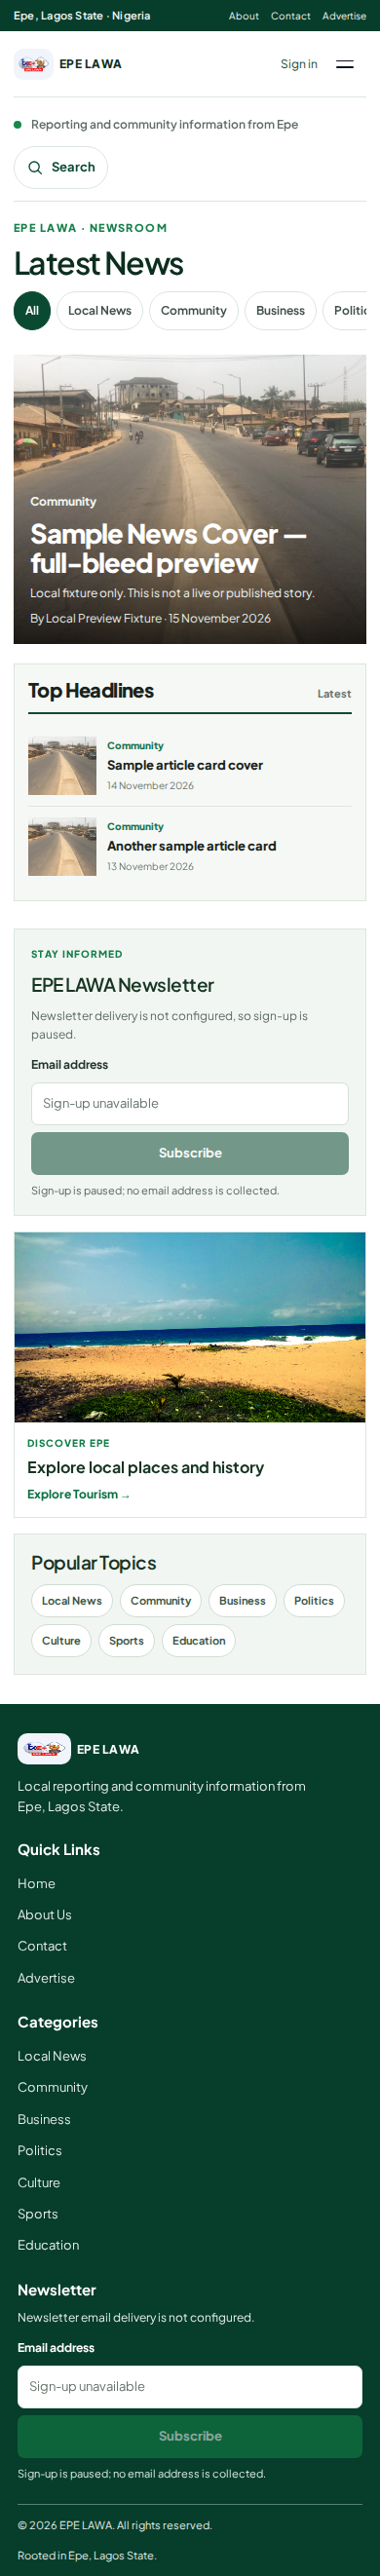 Epe, Lagos State · Nigeria About Contact Advertise
EPE LAWA Sign in
Reporting and community information from Epe
Search
EPE LAWA · NEWSROOM
Latest News
All Local News Community Business Politic
Community
Sample News Cover —
full-bleed preview
Local fixture only. This is not a live or published story.
By Local Preview Fixture · 15 November 2026
Top Headlines Latest
Community
Sample article card cover
14 November 2026
Community
Another sample article card
13 November 2026
STAY INFORMED
EPE LAWA Newsletter
Newsletter delivery is not configured, so sign-up is
paused.
Email address
Sign-up unavailable
Subscribe
Sign-up is paused; no email address is collected.
DISCOVER EPE
Explore local places and history
Explore Tourism →
Popular Topics
Local News Community Business Politics
Culture Sports Education
EPE LAWA
Local reporting and community information from
Epe, Lagos State.
Quick Links
Home
About Us
Contact
Advertise
Categories
Local News
Community
Business
Politics
Culture
Sports
Education
Newsletter
Newsletter email delivery is not configured.
Email address
Sign-up unavailable
Subscribe
Sign-up is paused; no email address is collected.
© 2026 EPE LAWA. All rights reserved.
Rooted in Epe, Lagos State.